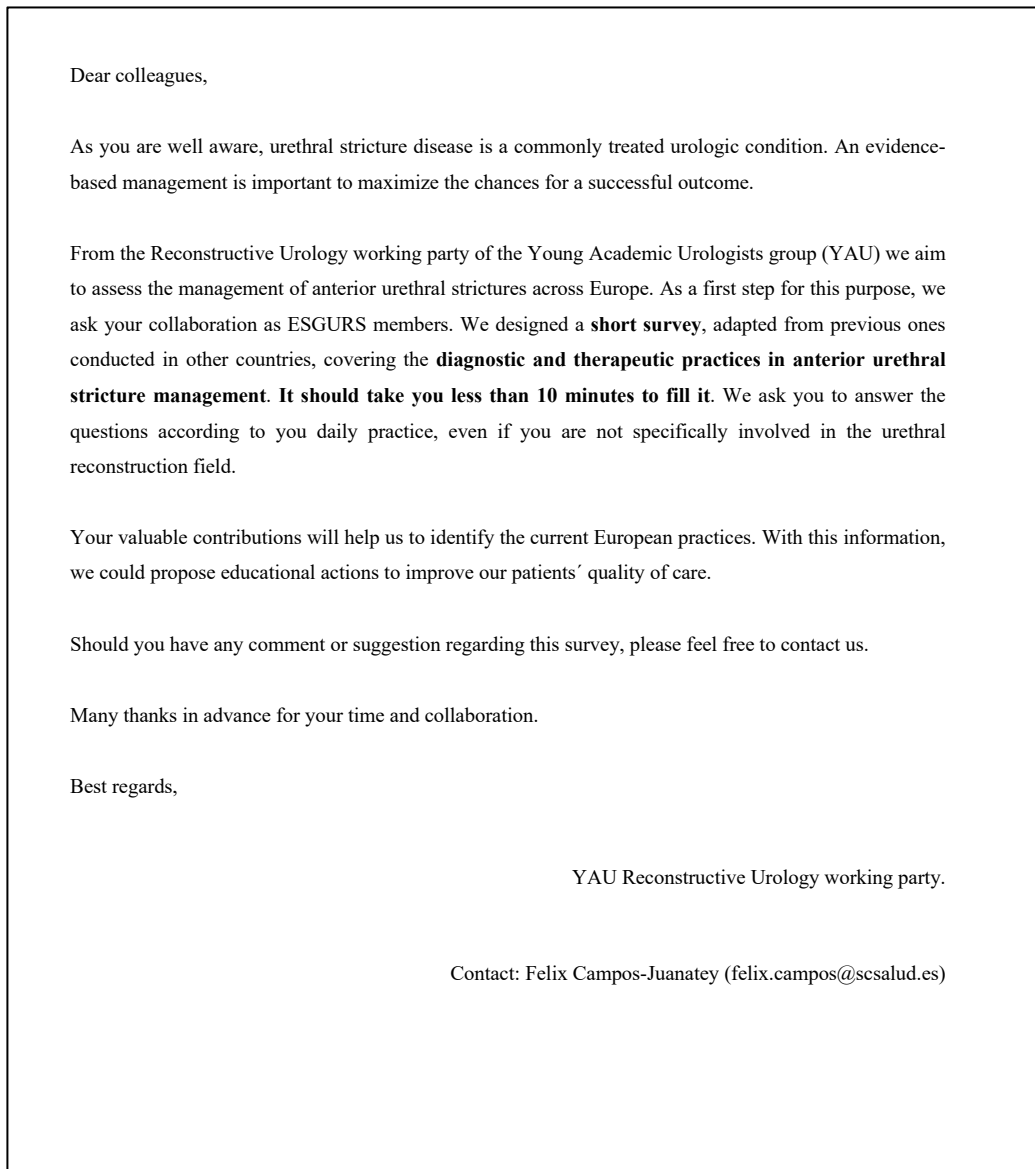 Dear colleagues,
As you are well aware, urethral stricture disease is a commonly treated urologic condition. An evidence-
based management is important to maximize the chances for a successful outcome.
From the Reconstructive Urology working party of the Young Academic Urologists group (YAU) we aim
to assess the management of anterior urethral strictures across Europe. As a first step for this purpose, we
ask your collaboration as ESGURS members. We designed a short survey, adapted from previous ones
conducted in other countries, covering the diagnostic and therapeutic practices in anterior urethral
stricture management. It should take you less than 10 minutes to fill it. We ask you to answer the
questions according to you daily practice, even if you are not specifically involved in the urethral
reconstruction field.
Your valuable contributions will help us to identify the current European practices. With this information,
we could propose educational actions to improve our patients´ quality of care.
Should you have any comment or suggestion regarding this survey, please feel free to contact us.
Many thanks in advance for your time and collaboration.
Best regards,
YAU Reconstructive Urology working party.
Contact: Felix Campos-Juanatey (felix.campos@scsalud.es)